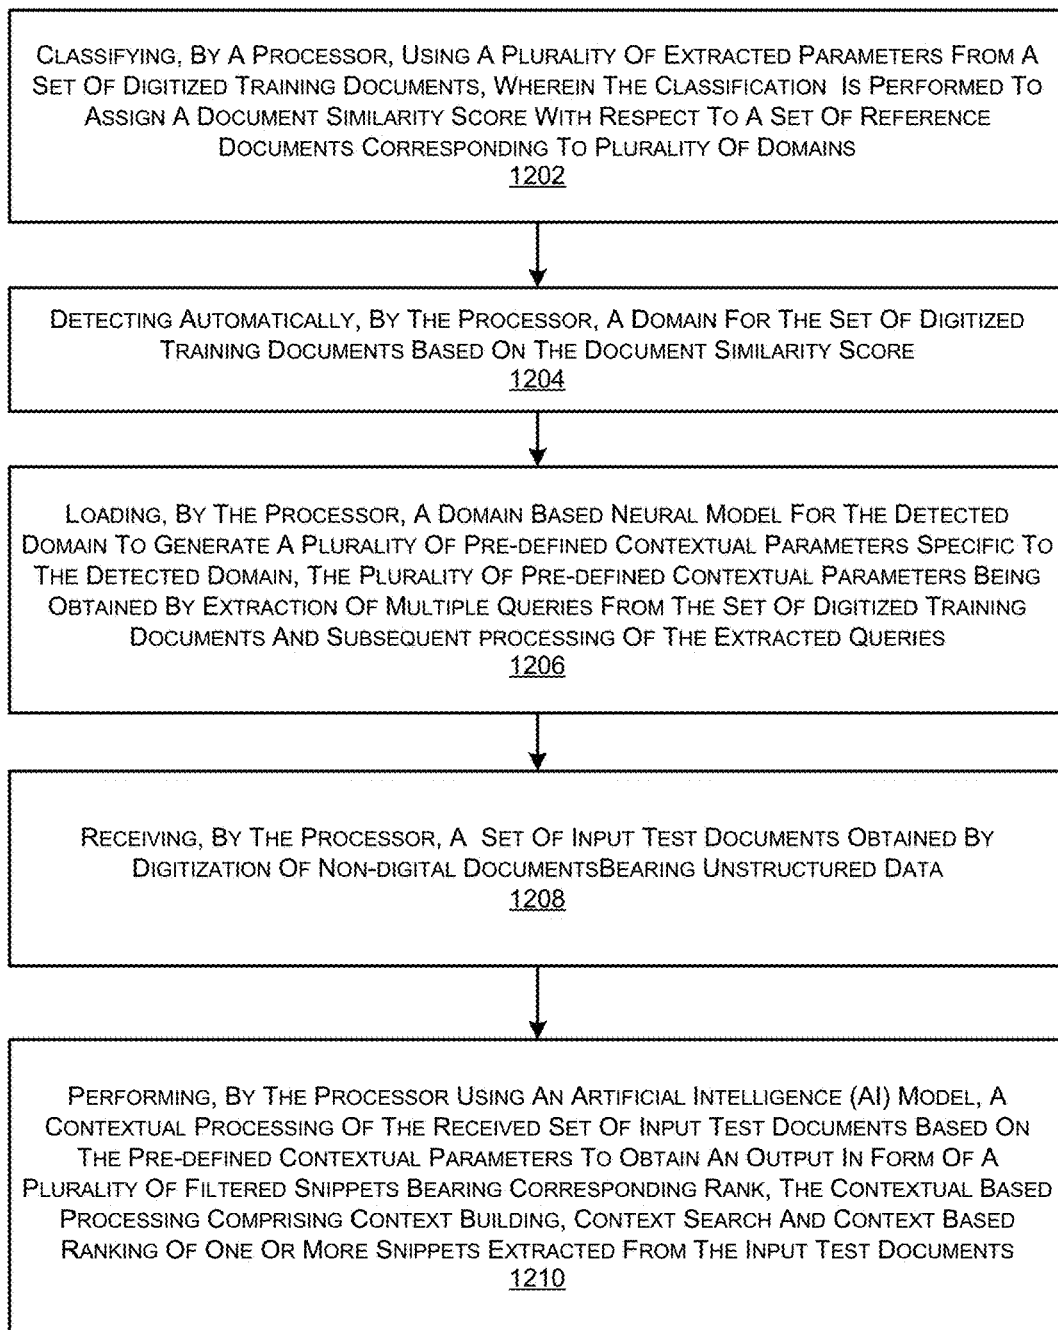 CLASSIFYING, BY A PROCESSOR, USING A PLURALITY OF EXTRACTED PARAMETERS FROM A
SET OF DIGITIZED TRAINING DOCUMENTS, WHEREIN THE CLASSIFICATION IS PERFORMED TO
ASSIGN A DOCUMENT SIMILARITY SCORE WITH RESPECT TO A SET OF REFERENCE
DOCUMENTS CORRESPONDING TO PLURALITY OF DOMAINS
1202
DETECTING AUTOMATICALLY, BY THE PROCESSOR, A DOMAIN FOR THE SET OF DIGITIZED
TRAINING DOCUMENTS BASED ON THE DOCUMENT SIMILARITY SCORE
1204
LOADING, BY THE PROCESSOR, A DOMAIN BASED NEURAL MODEL FOR THE DETECTED
DOMAIN TO GENERATE A PLURALITY OF PRE-DEFINED CONTEXTUAL PARAMETERS SPECIFIC TO
THE DETECTED DOMAIN, THE PLURALITY OF PRE-DEFINED CONTEXTUAL PARAMETERS BEING
OBTAINED BY EXTRACTION OF MULTIPLE QUERIES FROM THE SET OF DIGITIZED TRAINING
DOCUMENTS AND SUBSEQUENT PROCESSING OF THE EXTRACTED QUERIES
1206
RECEIVING, BY THE PROCESSOR, A SET OF INPUT TEST DOCUMENTS OBTAINED BY
DIGITIZATION OF NON-DIGITAL DOCUMENTSBEARING UNSTRUCTURED DATA
1208
PERFORMING, BY THE PROCESSOR USING AN ARTIFICIAL INTELLIGENCE (AI) MODEL, A
CONTEXTUAL PROCESSING OF THE RECEIVED SET OF INPUT TEST DOCUMENTS BASED ON
THE PRE-DEFINED CONTEXTUAL PARAMETERS TO OBTAIN AN OUTPUT IN FORM OF A
PLURALITY OF FILTERED SNIPPETS BEARING CORRESPONDING RANK, THE CONTEXTUAL BASED
PROCESSING COMPRISING CONTEXT BUILDING, CONTEXT SEARCH AND CONTEXT BASED
RANKING OF ONE OR MORE SNIPPETS EXTRACTED FROM THE INPUT TEST DOCUMENTS
1210